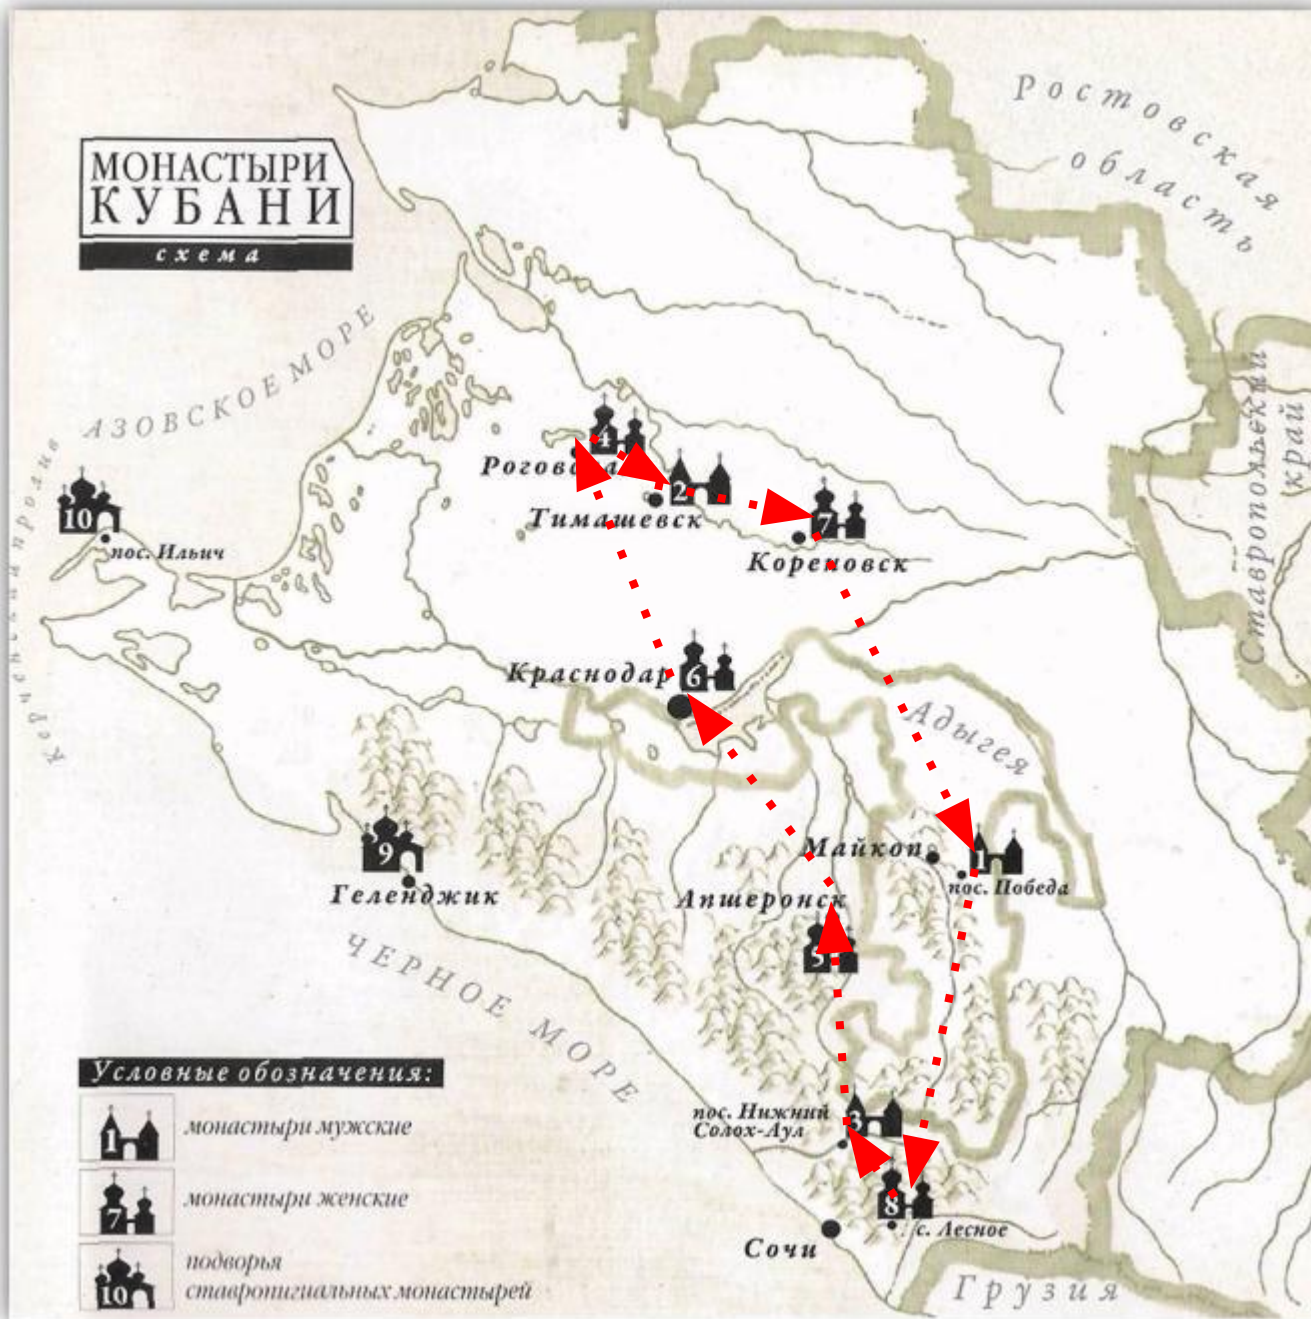 МОНАСТЫРИ
КУБАНИ
схема
Ростовская
область
Ставропольский
край
АЗОВСКОЕ МОРЕ
Керченский пролив
10
пос. Ильич
4
Роговская
2
Тимашевск
7
Кореновск
Краснодар
6
Адыгея
Майкоп
1
пос. Победа
9
Геленджик
Апшеронск
5
ЧЕРНОЕ МОРЕ
пос. Нижний
Солох-Аул
3
8
с. Лесное
Сочи
Грузия
Условные обозначения:
1
монастыри мужские
7
монастыри женские
10
подворья
ставропигиальных монастырей